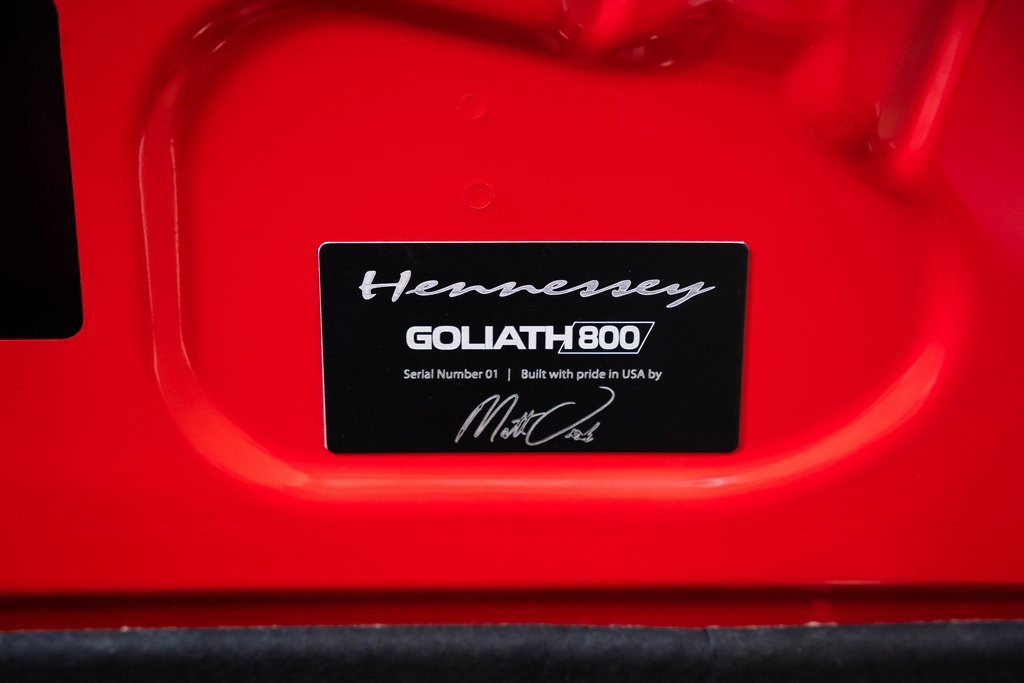 Hennessey
GOLIATH 800
Serial Number 01 | Built with pride in USA by